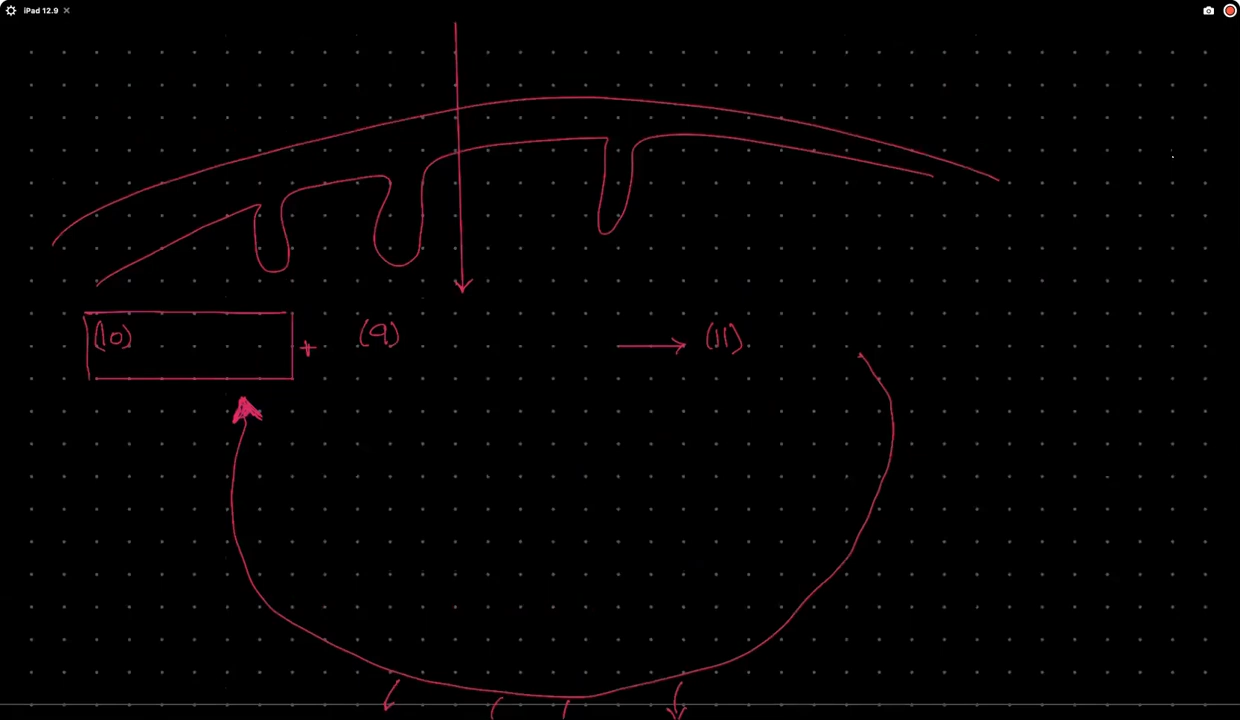 iPad 12.9
(10) + (9) → (11)